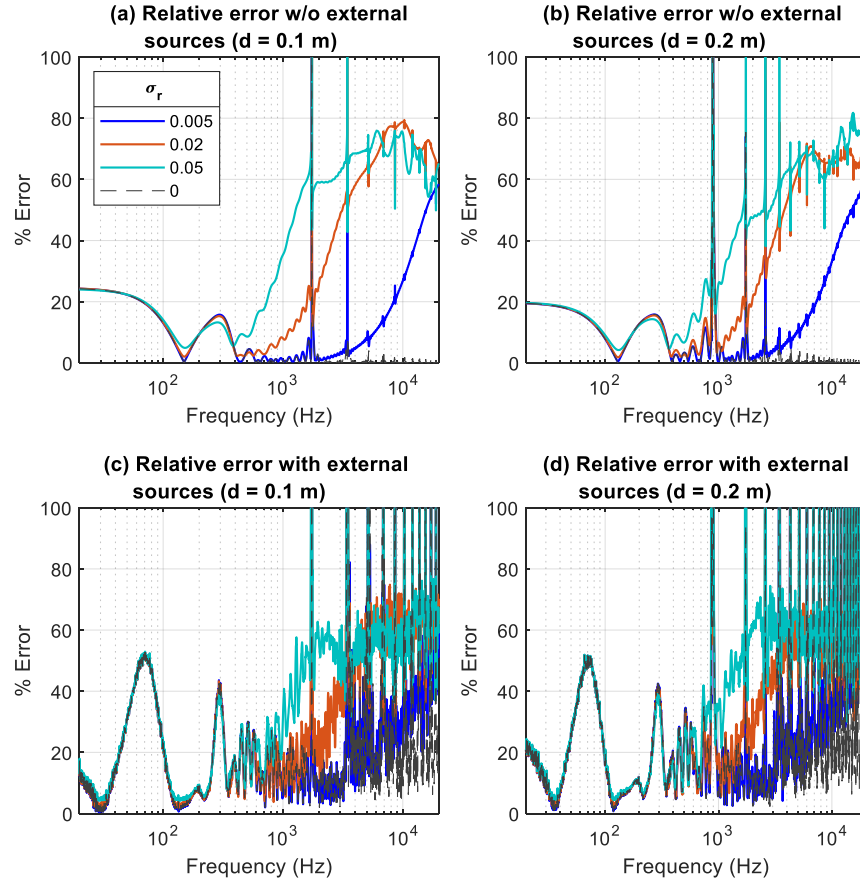 (a) Relative error w/o external
sources (d = 0.1 m)
(b) Relative error w/o external
sources (d = 0.2 m)
100
80
60
40
20
0
% Error
σr
0.005
0.02
0.05
0
10²
10³
10⁴
Frequency (Hz)
100
80
60
40
20
0
% Error
10²
10³
10⁴
Frequency (Hz)
(c) Relative error with external
sources (d = 0.1 m)
(d) Relative error with external
sources (d = 0.2 m)
100
80
60
40
20
0
% Error
10²
10³
10⁴
Frequency (Hz)
100
80
60
40
20
0
% Error
10²
10³
10⁴
Frequency (Hz)